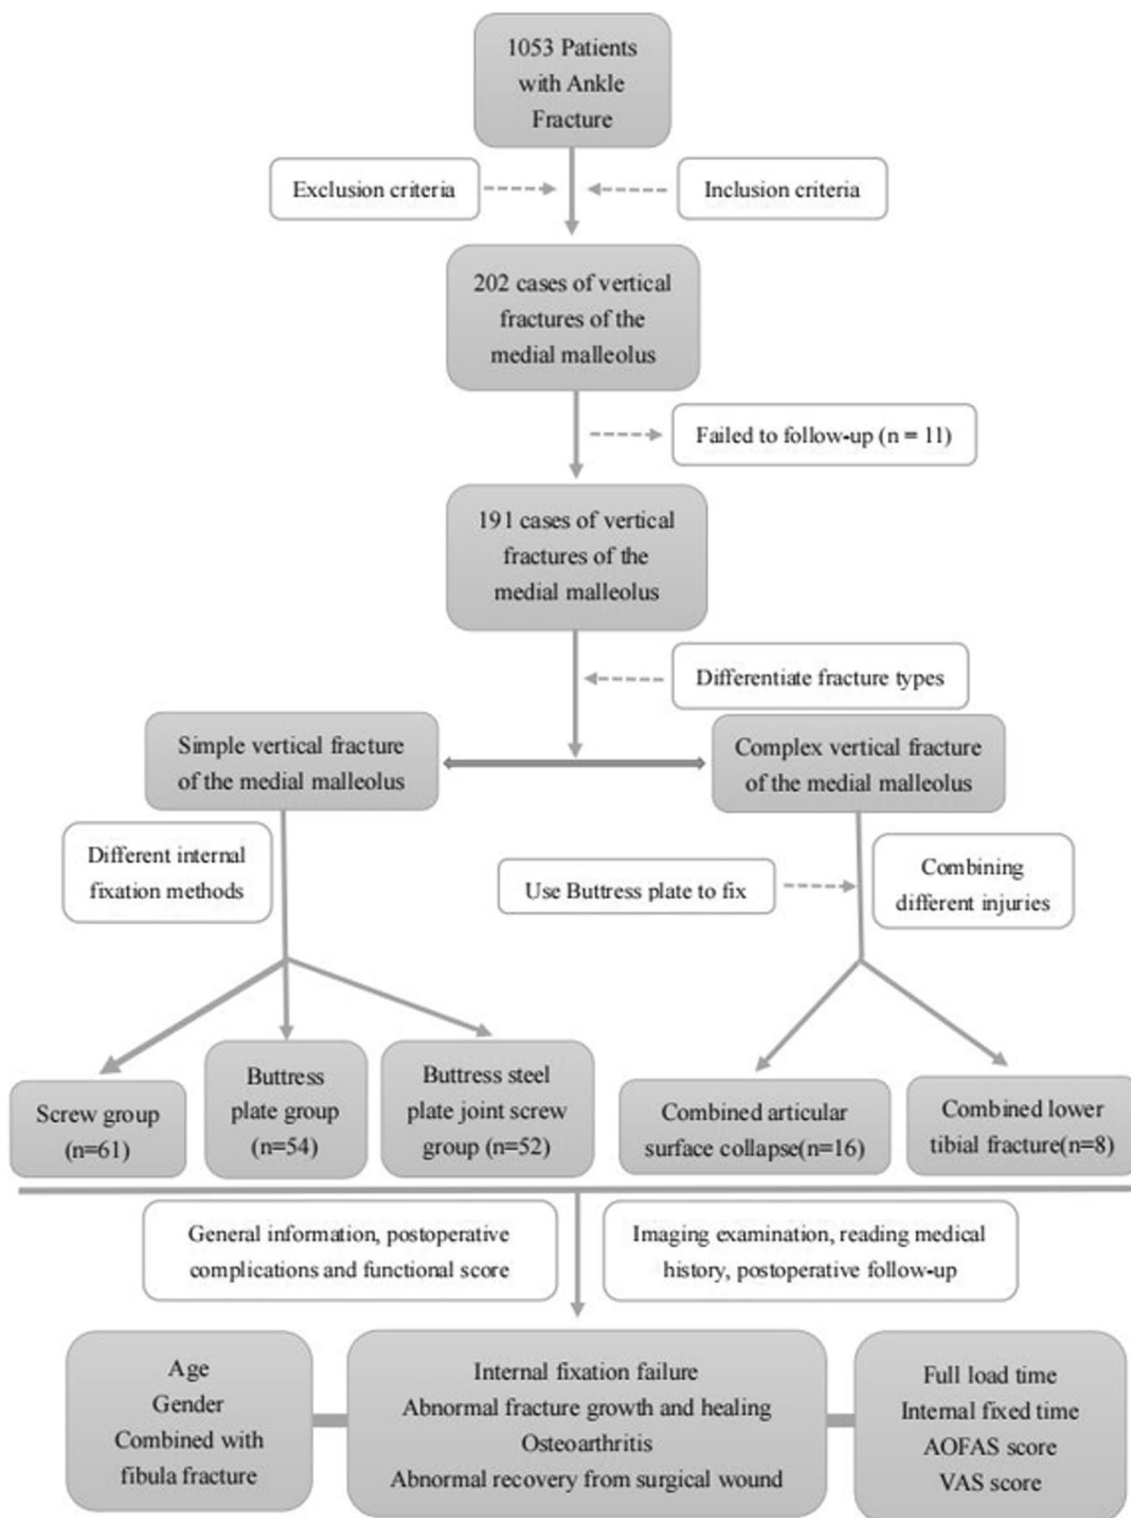 1053 Patients
with Ankle
Fracture
Exclusion criteria
Inclusion criteria
202 cases of vertical
fractures of the
medial malleolus
Failed to follow-up (n = 11)
191 cases of vertical
fractures of the
medial malleolus
Differentiate fracture types
Simple vertical fracture
of the medial malleolus
Complex vertical fracture
of the medial malleolus
Different internal
fixation methods
Use Buttress plate to fix
Combining
different injuries
Screw group
(n=61)
Buttress
plate group
(n=54)
Buttress steel
plate joint screw
group (n=52)
Combined articular
surface collapse(n=16)
Combined lower
tibial fracture(n=8)
General information, postoperative
complications and functional score
Imaging examination, reading medical
history, postoperative follow-up
Age
Gender
Combined with
fibula fracture
Internal fixation failure
Abnormal fracture growth and healing
Osteoarthritis
Abnormal recovery from surgical wound
Full load time
Internal fixed time
AOFAS score
VAS score